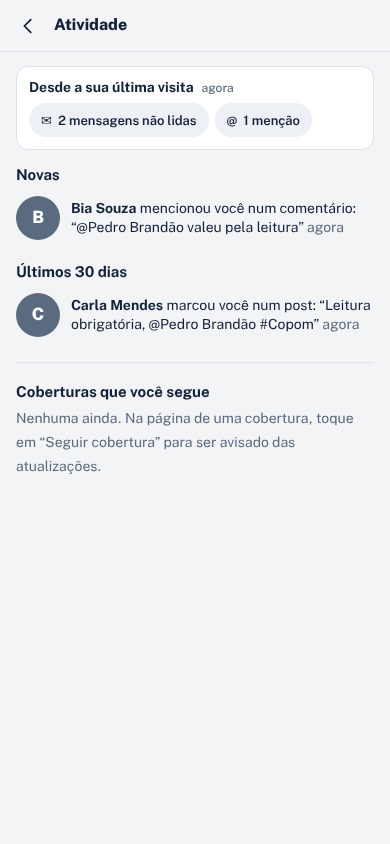 Atividade
Desde a sua última visita agora
✉ 2 mensagens não lidas @ 1 menção
Novas
B
Bia Souza mencionou você num comentário:
“@Pedro Brandão valeu pela leitura” agora
Últimos 30 dias
C
Carla Mendes marcou você num post: “Leitura
obrigatória, @Pedro Brandão #Copom” agora
Coberturas que você segue
Nenhuma ainda. Na página de uma cobertura, toque
em “Seguir cobertura” para ser avisado das
atualizações.